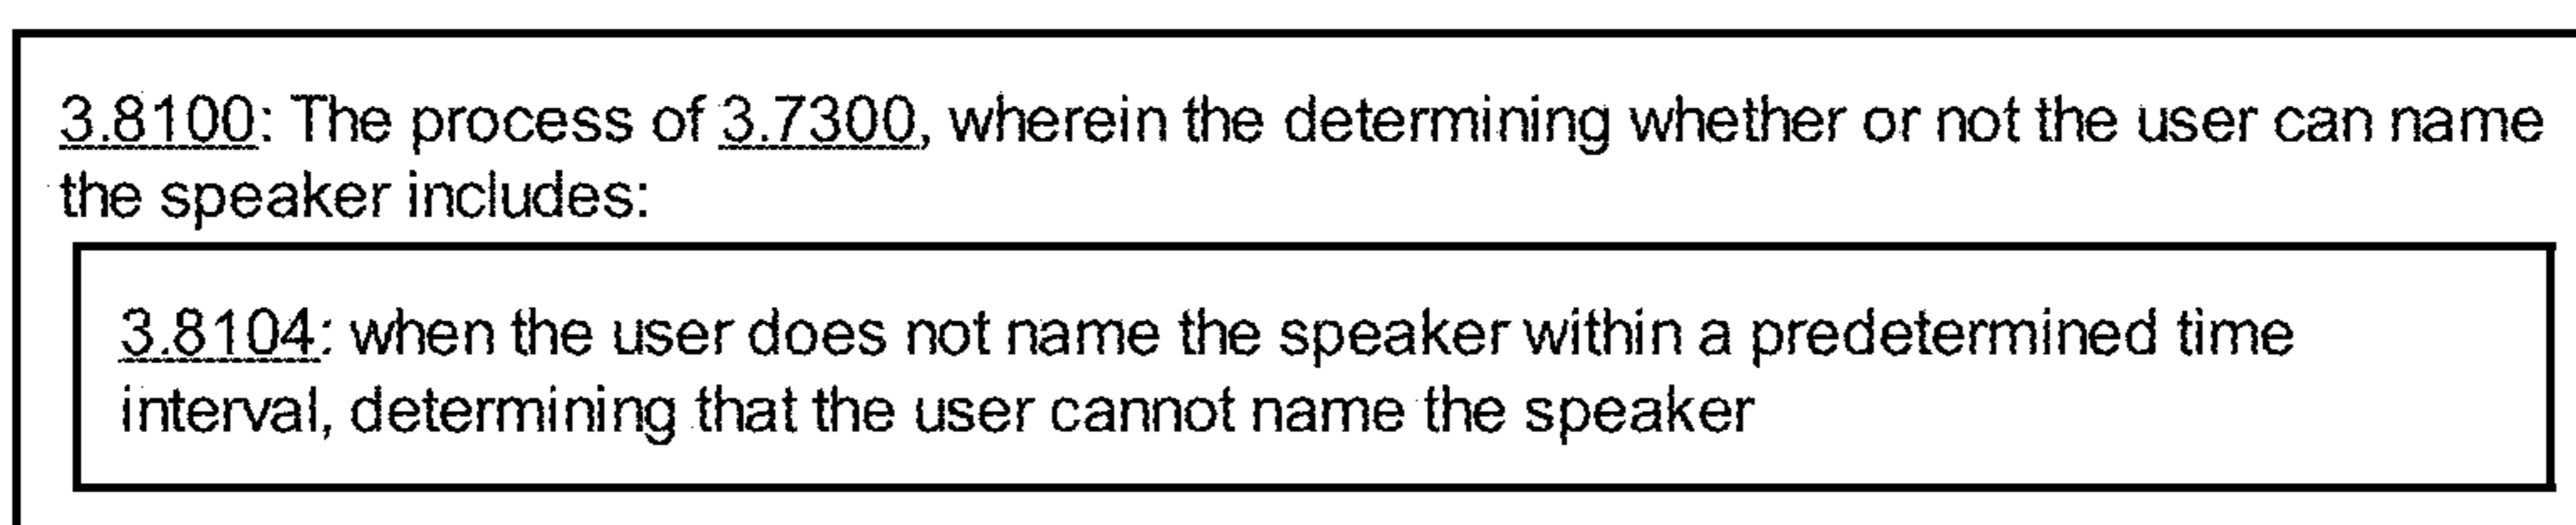 3.8100: The process of 3.7300, wherein the determining whether or not the user can name
the speaker includes:
3.8104: when the user does not name the speaker within a predetermined time
interval, determining that the user cannot name the speaker